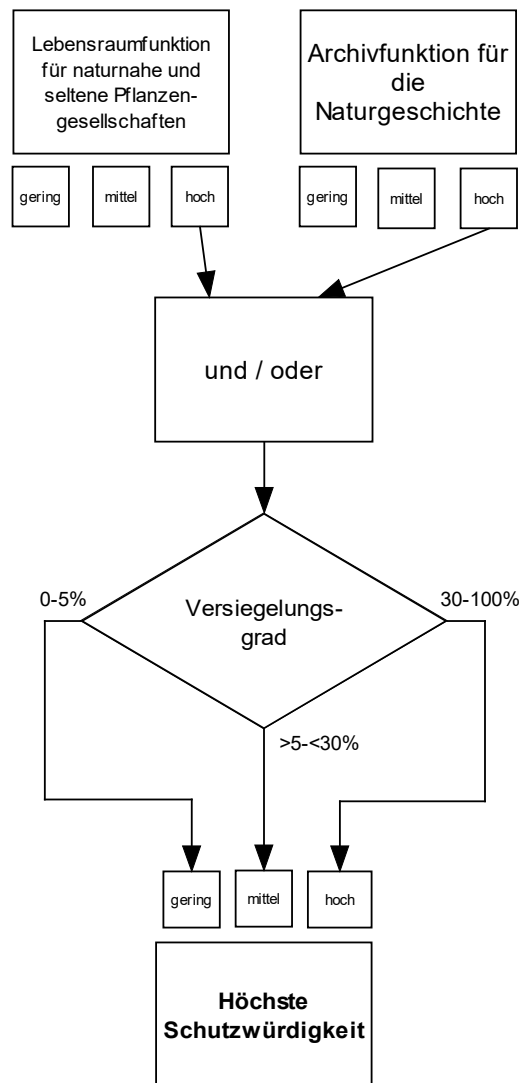 Lebensraumfunktion
für naturnahe und
seltene Pflanzen-
gesellschaften
Archivfunktion für
die
Naturgeschichte
gering
mittel
hoch
gering
mittel
hoch
und / oder
0-5%
Versiegelungs-
grad
30-100%
>5-<30%
gering
mittel
hoch
Höchste
Schutzwürdigkeit